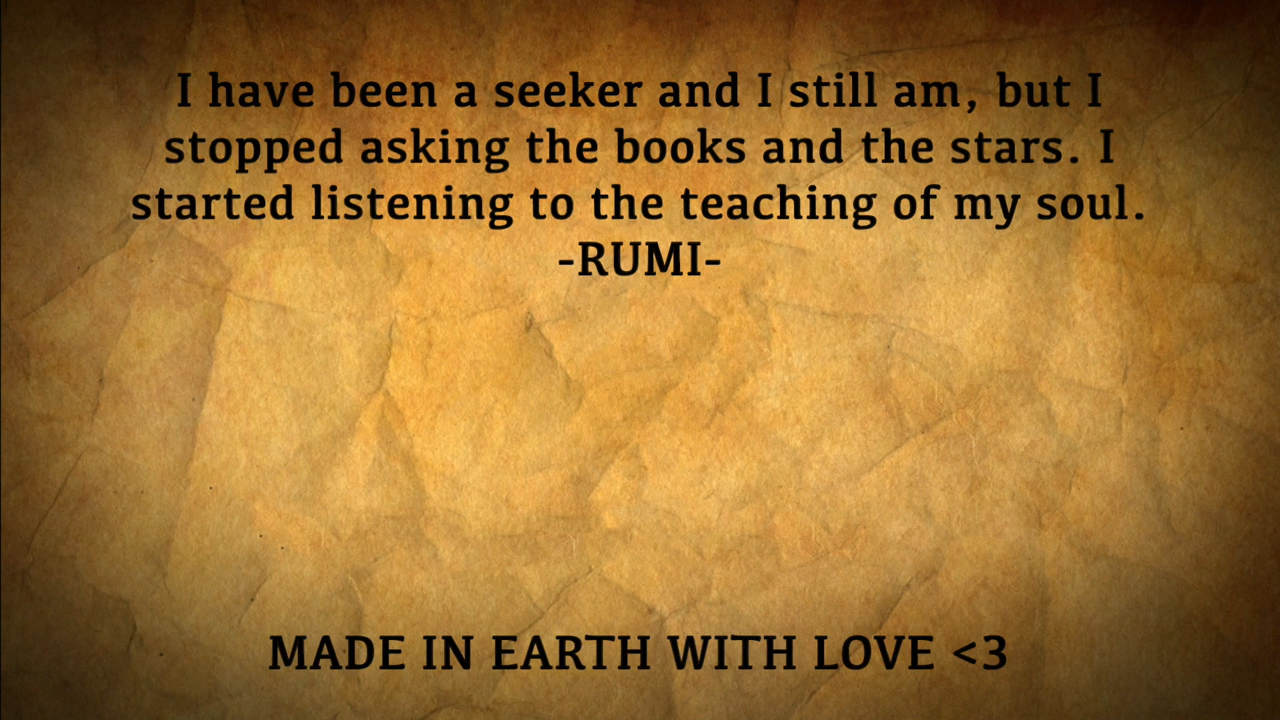 I have been a seeker and I still am, but I
stopped asking the books and the stars. I
started listening to the teaching of my soul.
-RUMI-
MADE IN EARTH WITH LOVE <3